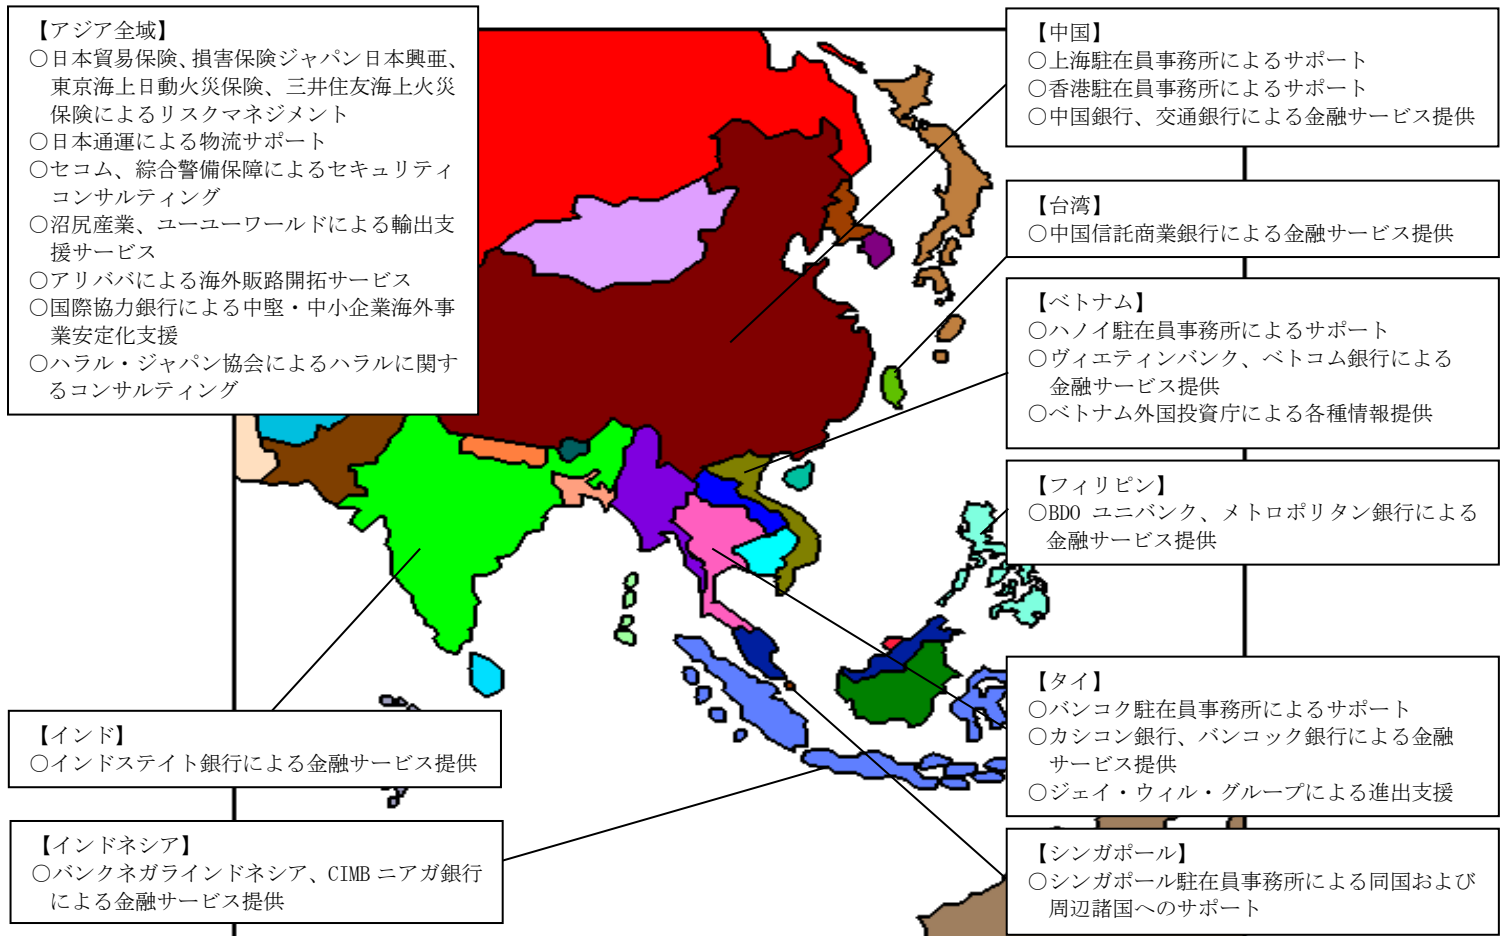 【アジア全域】
○日本貿易保険、損害保険ジャパン日本興亜、
東京海上日動火災保険、三井住友海上火災
保険によるリスクマネジメント
○日本通運による物流サポート
○セコム、綜合警備保障によるセキュリティ
コンサルティング
○沼尻産業、ユーユーワールドによる輸出支
援サービス
○アリババによる海外販路開拓サービス
○国際協力銀行による中堅・中小企業海外事
業安定化支援
○ハラル・ジャパン協会によるハラルに関す
るコンサルティング
【インド】
○インドステイト銀行による金融サービス提供
【インドネシア】
○バンクネガラインドネシア、CIMB ニアガ銀行
による金融サービス提供
【中国】
○上海駐在員事務所によるサポート
○香港駐在員事務所によるサポート
○中国銀行、交通銀行による金融サービス提供
【台湾】
○中国信託商業銀行による金融サービス提供
【ベトナム】
○ハノイ駐在員事務所によるサポート
○ヴィエティンバンク、ベトコム銀行による
金融サービス提供
○ベトナム外国投資庁による各種情報提供
【フィリピン】
○BDO ユニバンク、メトロポリタン銀行による
金融サービス提供
【タイ】
○バンコク駐在員事務所によるサポート
○カシコン銀行、バンコック銀行による金融
サービス提供
○ジェイ・ウィル・グループによる進出支援
【シンガポール】
○シンガポール駐在員事務所による同国および
周辺諸国へのサポート